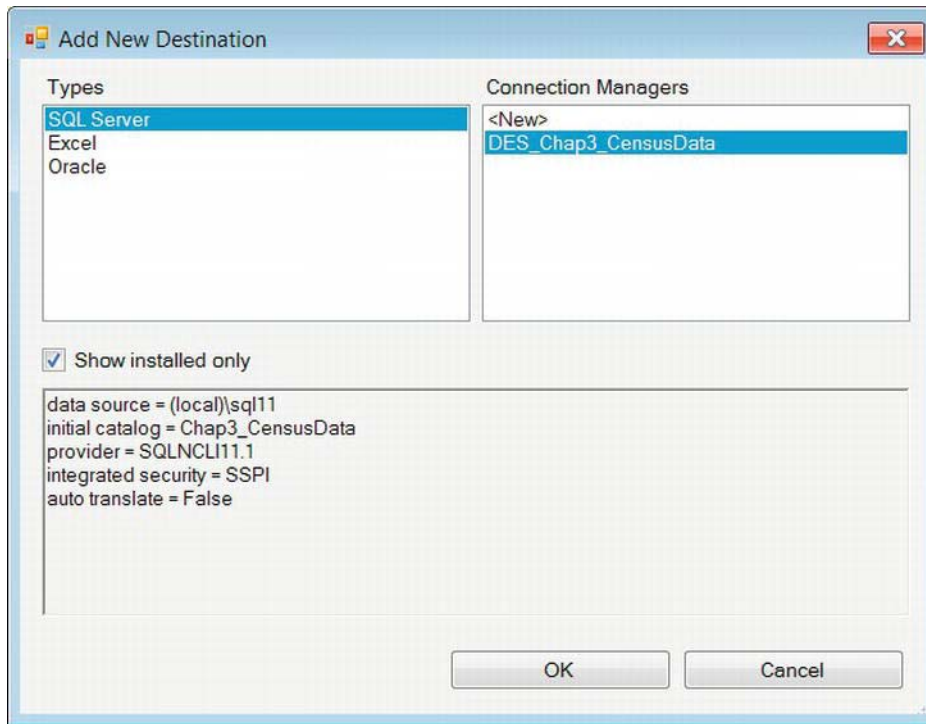 Add New Destination
Types
SQL Server
Excel
Oracle
Connection Managers
<New>
DES_Chap3_CensusData
Show installed only
data source = (local)\sql11
initial catalog = Chap3_CensusData
provider = SQLNCLI11.1
integrated security = SSPI
auto translate = False
OK
Cancel